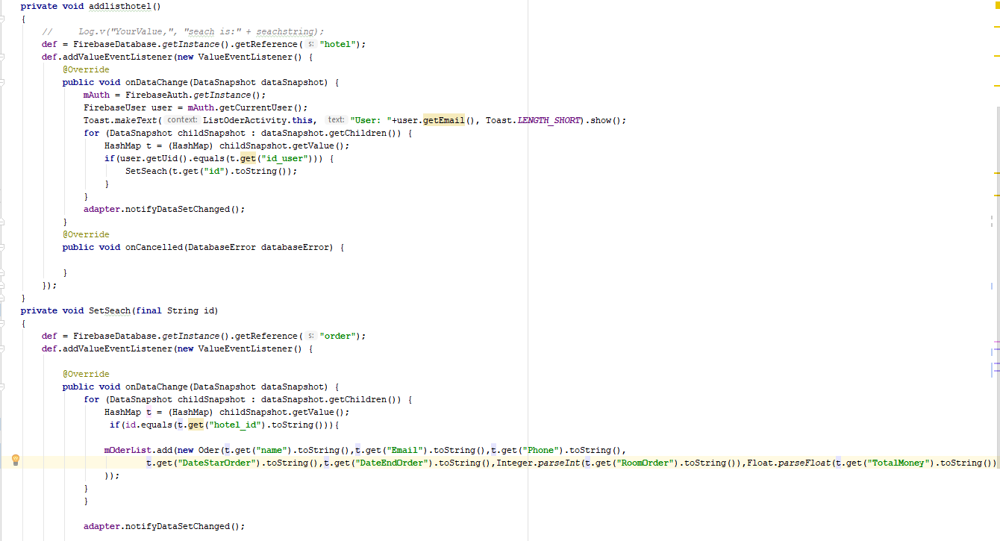 private void addlisthotel()
{
//     Log.v("YourValue,", "seach is:" + seachstring);
def = FirebaseDatabase.getInstance().getReference( s: "hotel");
def.addValueEventListener(new ValueEventListener() {
@Override
public void onDataChange(DataSnapshot dataSnapshot) {
mAuth = FirebaseAuth.getInstance();
FirebaseUser user = mAuth.getCurrentUser();
Toast.makeText( context: ListOderActivity.this, text: "User: "+user.getEmail(), Toast.LENGTH_SHORT).show();
for (DataSnapshot childSnapshot : dataSnapshot.getChildren()) {
HashMap t = (HashMap) childSnapshot.getValue();
if(user.getUid().equals(t.get("id_user"))) {
SetSeach(t.get("id").toString());
}
}
adapter.notifyDataSetChanged();
}
@Override
public void onCancelled(DatabaseError databaseError) {
}
});
}
private void SetSeach(final String id)
{
def = FirebaseDatabase.getInstance().getReference( s: "order");
def.addValueEventListener(new ValueEventListener() {
@Override
public void onDataChange(DataSnapshot dataSnapshot) {
for (DataSnapshot childSnapshot : dataSnapshot.getChildren()) {
HashMap t = (HashMap) childSnapshot.getValue();
if(id.equals(t.get("hotel_id").toString())){
mOderList.add(new Oder(t.get("name").toString(),t.get("Email").toString(),t.get("Phone").toString(),
t.get("DateStarOrder").toString(),t.get("DateEndOrder").toString(),Integer.parseInt(t.get("RoomOrder").toString()),Float.parseFloat(t.get("TotalMoney").toString())
));
}
}
adapter.notifyDataSetChanged();